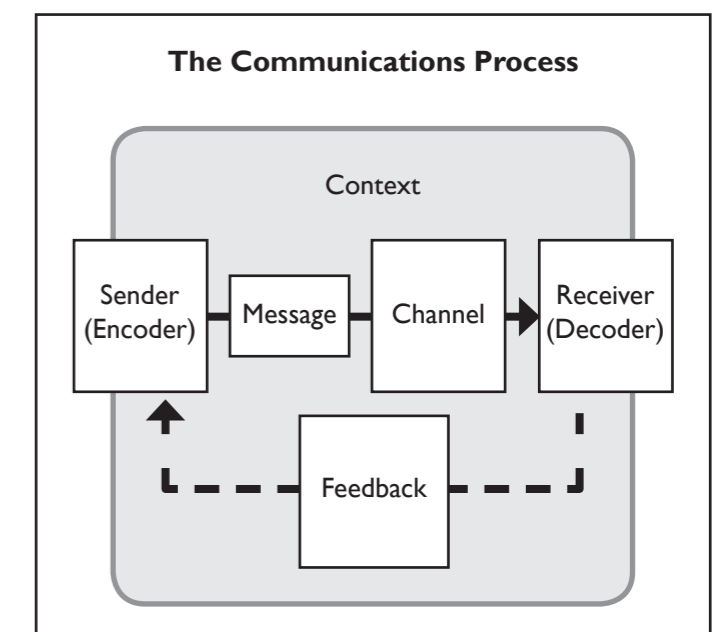 The Communications Process
Context
Sender
(Encoder)
Message
Channel
Receiver
(Decoder)
Feedback